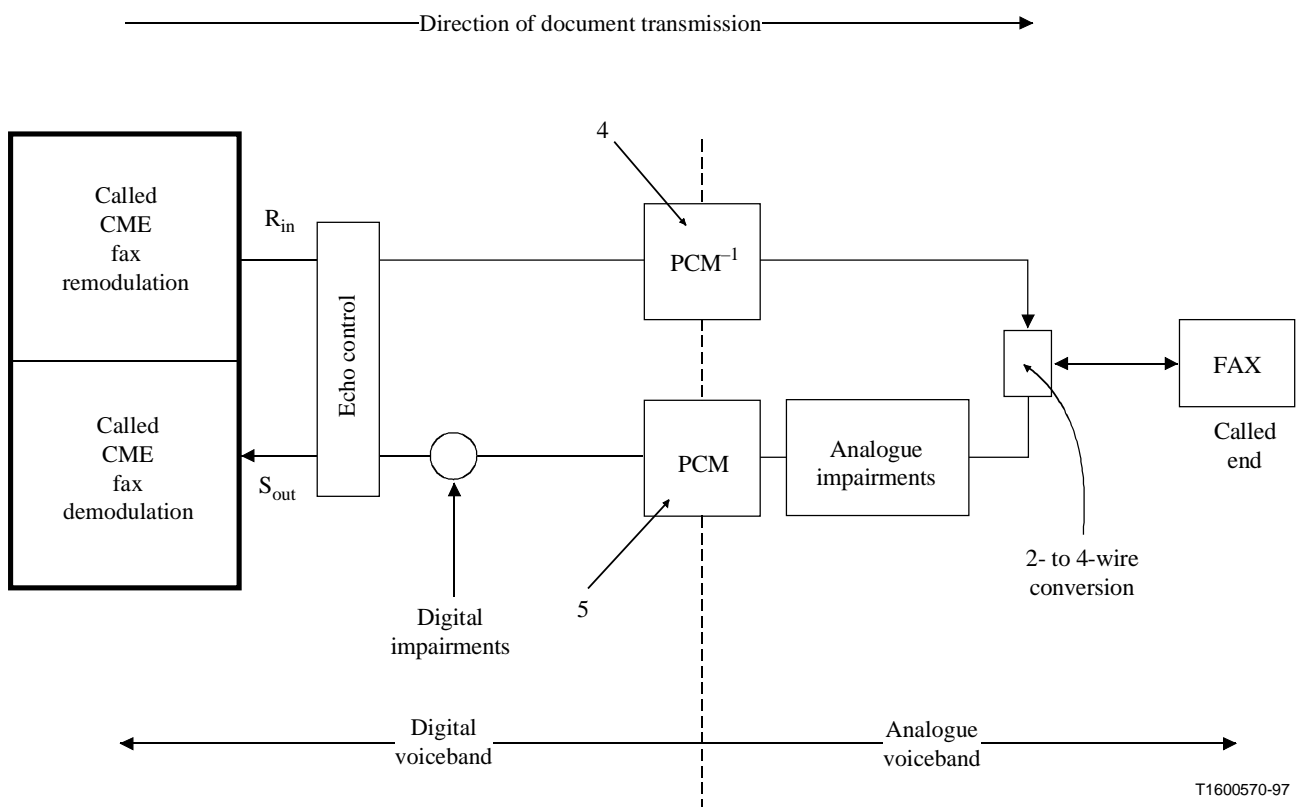 Direction of document transmission
4
Called
CME
fax
remodulation
R_in
Echo control
PCM⁻¹
FAX
Called
end
Called
CME
fax
demodulation
S_out
PCM
Analogue
impairments
2- to 4-wire
conversion
5
Digital
impairments
Digital
voiceband
Analogue
voiceband
T1600570-97